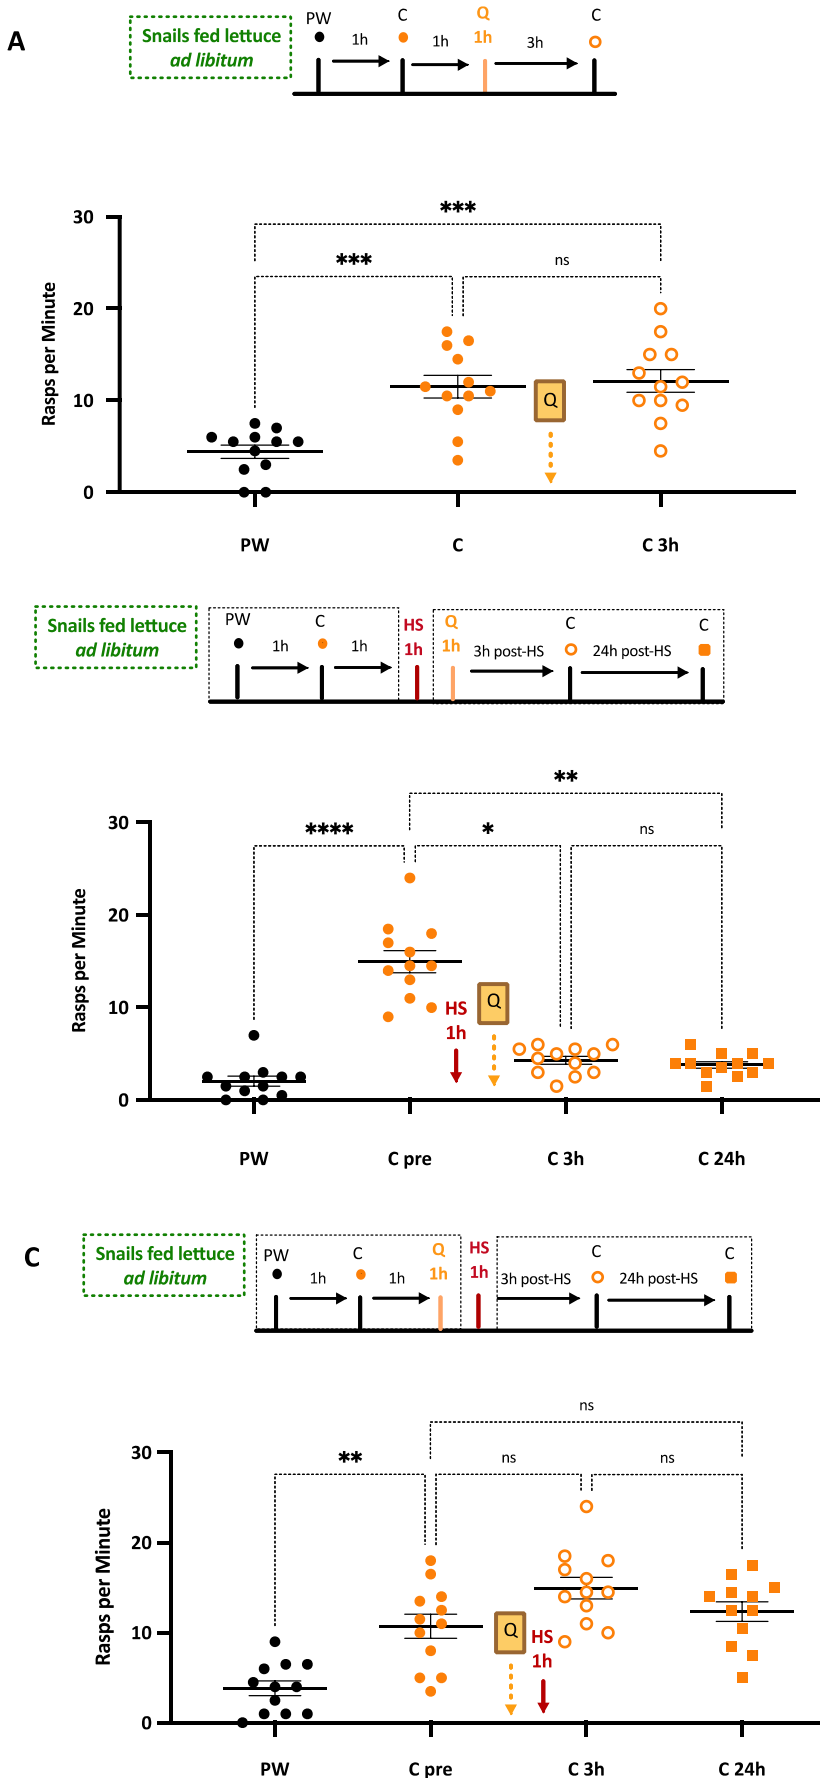 A
Snails fed lettuce
ad libitum
PW
C
Q
C
1h
1h
1h
3h
***
***
ns
30
20
10
0
Rasps per Minute
Q
PW
C
C 3h
Snails fed lettuce
ad libitum
PW
C
HS
Q
C
C
1h
1h
1h
1h
3h post-HS
24h post-HS
**
****
*
ns
30
20
10
0
Rasps per Minute
HS
1h
Q
PW
C pre
C 3h
C 24h
C
Snails fed lettuce
ad libitum
PW
C
Q
HS
C
C
1h
1h
1h
1h
3h post-HS
24h post-HS
ns
**
ns
ns
30
20
10
0
Rasps per Minute
Q
HS
1h
PW
C pre
C 3h
C 24h